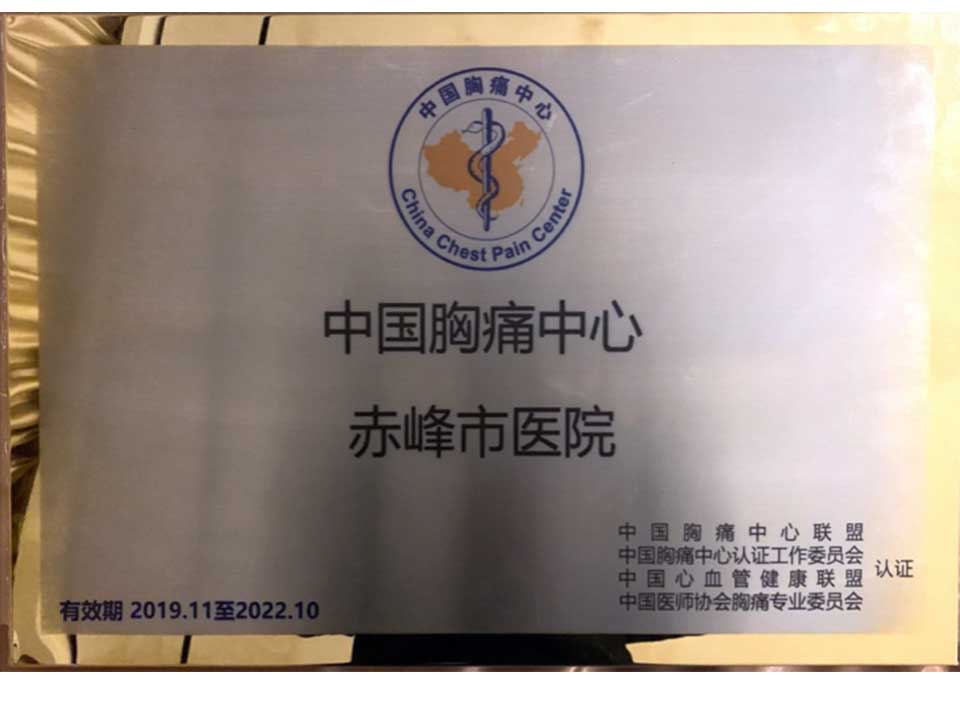 中国胸痛中心
China Chest Pain Center
中国胸痛中心
赤峰市医院
中国胸痛中心联盟
中国胸痛中心认证工作委员会
中国心血管健康联盟
中国医师协会胸痛专业委员会
认证
有效期 2019.11至2022.10